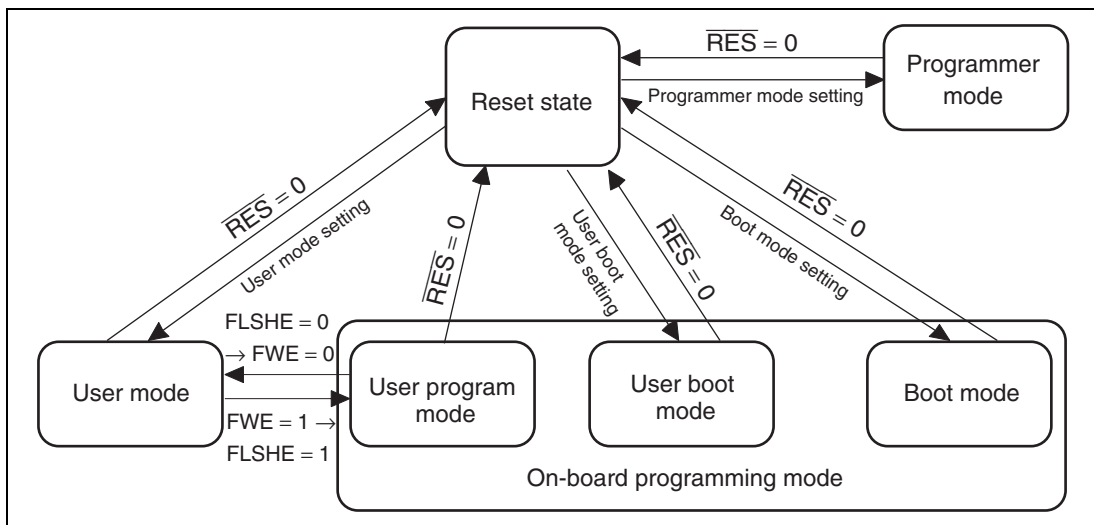 RES = 0
Programmer mode setting
Programmer
mode
Reset state
RES = 0
User mode setting
RES = 0
User boot
mode setting
RES = 0
Boot mode setting
RES = 0
FLSHE = 0
→ FWE = 0
FWE = 1 →
FLSHE = 1
User mode
User program
mode
User boot
mode
Boot mode
On-board programming mode